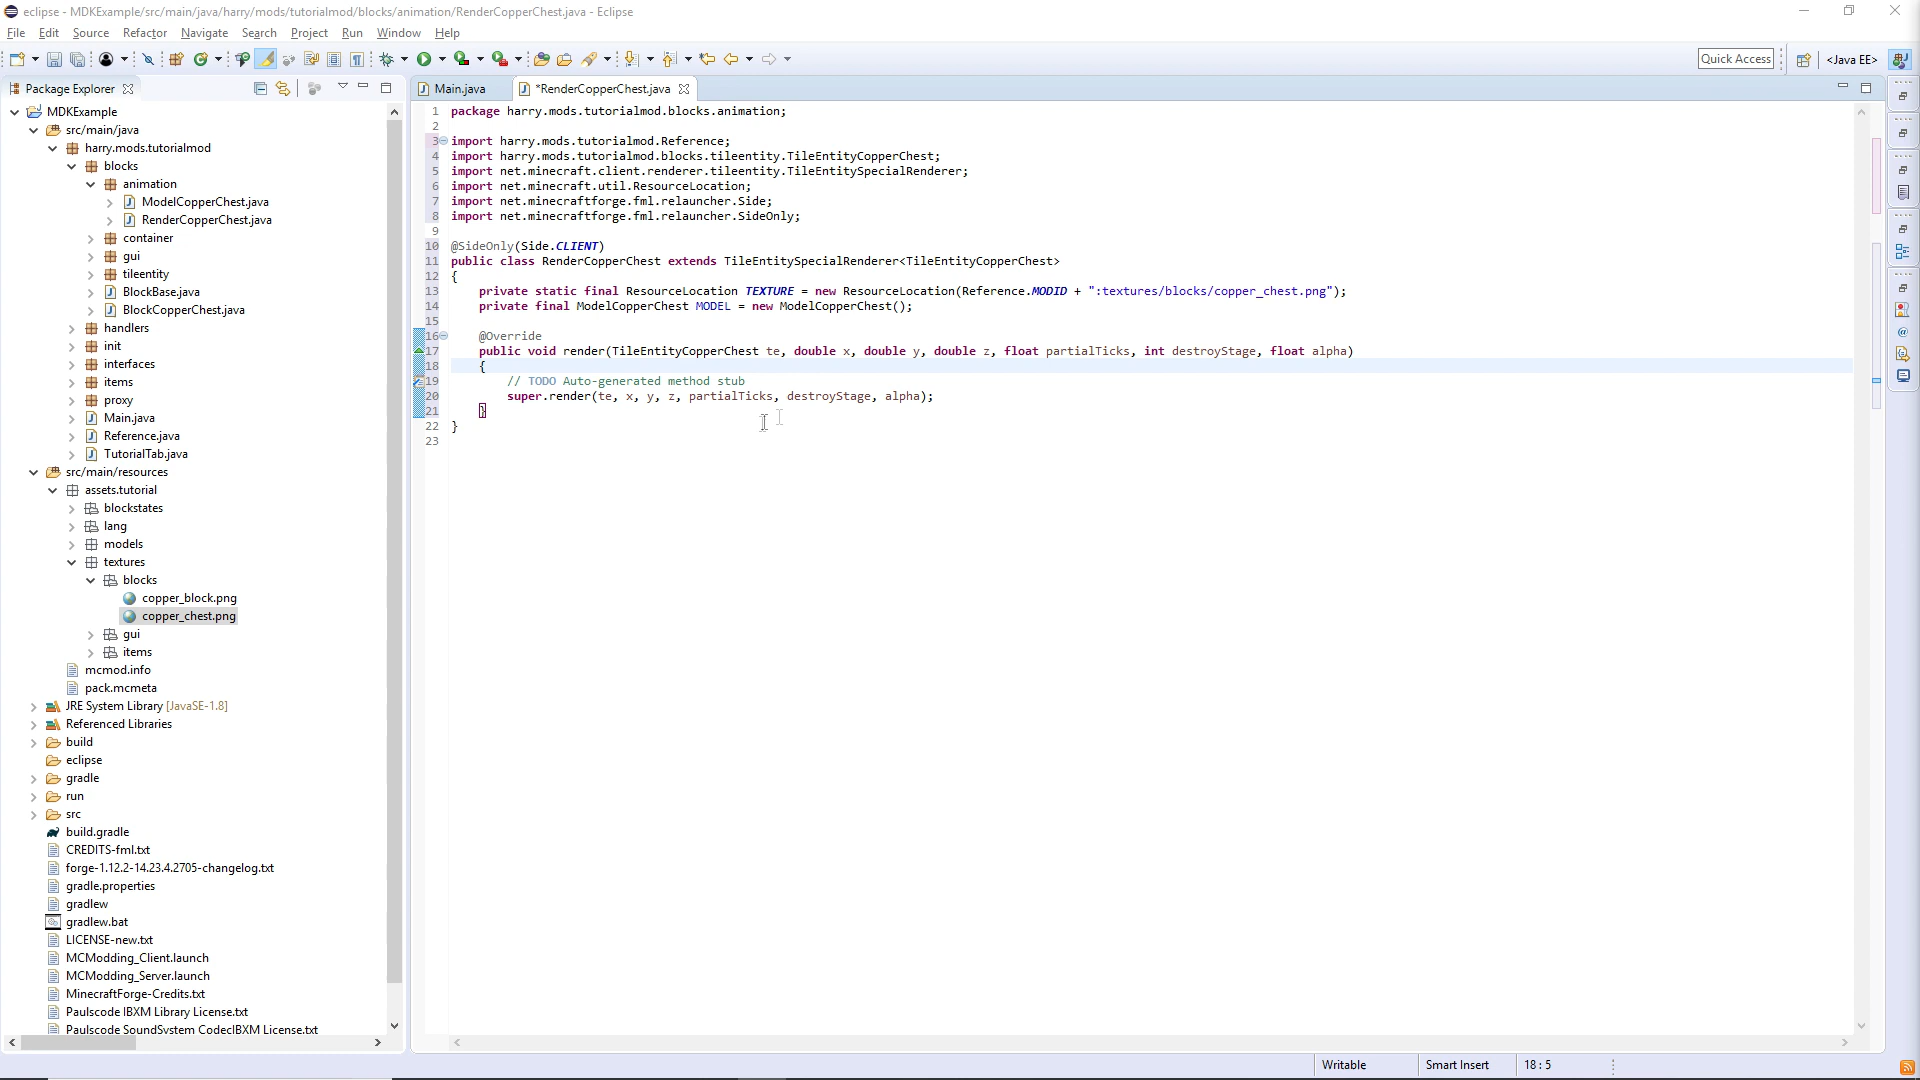 eclipse - MDKExample/src/main/java/harry/mods/tutorialmod/blocks/animation/RenderCopperChest.java - Eclipse
File Edit Source Refactor Navigate Search Project Run Window Help
Quick Access
<Java EE>
Package Explorer
Main.java
*RenderCopperChest.java
MDKExample
src/main/java
harry.mods.tutorialmod
blocks
animation
ModelCopperChest.java
RenderCopperChest.java
container
gui
tileentity
BlockBase.java
BlockCopperChest.java
handlers
init
interfaces
items
proxy
Main.java
Reference.java
TutorialTab.java
src/main/resources
assets.tutorial
blockstates
lang
models
textures
blocks
copper_block.png
copper_chest.png
gui
items
mcmod.info
pack.mcmeta
JRE System Library [JavaSE-1.8]
Referenced Libraries
build
eclipse
gradle
run
src
build.gradle
CREDITS-fml.txt
forge-1.12.2-14.23.4.2705-changelog.txt
gradle.properties
gradlew
gradlew.bat
LICENSE-new.txt
MCModding_Client.launch
MCModding_Server.launch
MinecraftForge-Credits.txt
Paulscode IBXM Library License.txt
Paulscode SoundSystem CodecIBXM License.txt
1 package harry.mods.tutorialmod.blocks.animation;
2
3 import harry.mods.tutorialmod.Reference;
4 import harry.mods.tutorialmod.blocks.tileentity.TileEntityCopperChest;
5 import net.minecraft.client.renderer.tileentity.TileEntitySpecialRenderer;
6 import net.minecraft.util.ResourceLocation;
7 import net.minecraftforge.fml.relauncher.Side;
8 import net.minecraftforge.fml.relauncher.SideOnly;
9
10 @SideOnly(Side.CLIENT)
11 public class RenderCopperChest extends TileEntitySpecialRenderer<TileEntityCopperChest>
12 {
13 private static final ResourceLocation TEXTURE = new ResourceLocation(Reference.MODID + ":textures/blocks/copper_chest.png");
14 private final ModelCopperChest MODEL = new ModelCopperChest();
15
16 @Override
17 public void render(TileEntityCopperChest te, double x, double y, double z, float partialTicks, int destroyStage, float alpha)
18 {
19 // TODO Auto-generated method stub
20 super.render(te, x, y, z, partialTicks, destroyStage, alpha);
21 }
22 }
23
Writable
Smart Insert
18 : 5